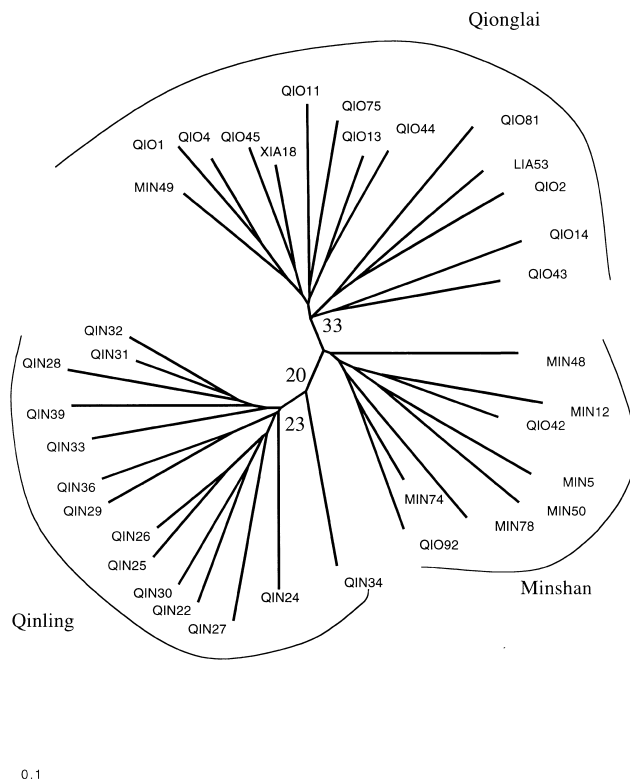 Qionglai
QIO11
QIO75
QIO1
QIO4
QIO45
XIA18
QIO13
QIO44
QIO81
MIN49
LIA53
QIO2
QIO14
QIO43
33
QIN32
QIN31
QIN28
MIN48
20
QIN39
MIN12
23
QIO42
QIN33
QIN36
MIN5
QIN29
MIN74
MIN50
MIN78
QIN26
QIO92
QIN25
QIN34
Minshan
QIN30
QIN24
QIN22
Qinling
QIN27
0.1